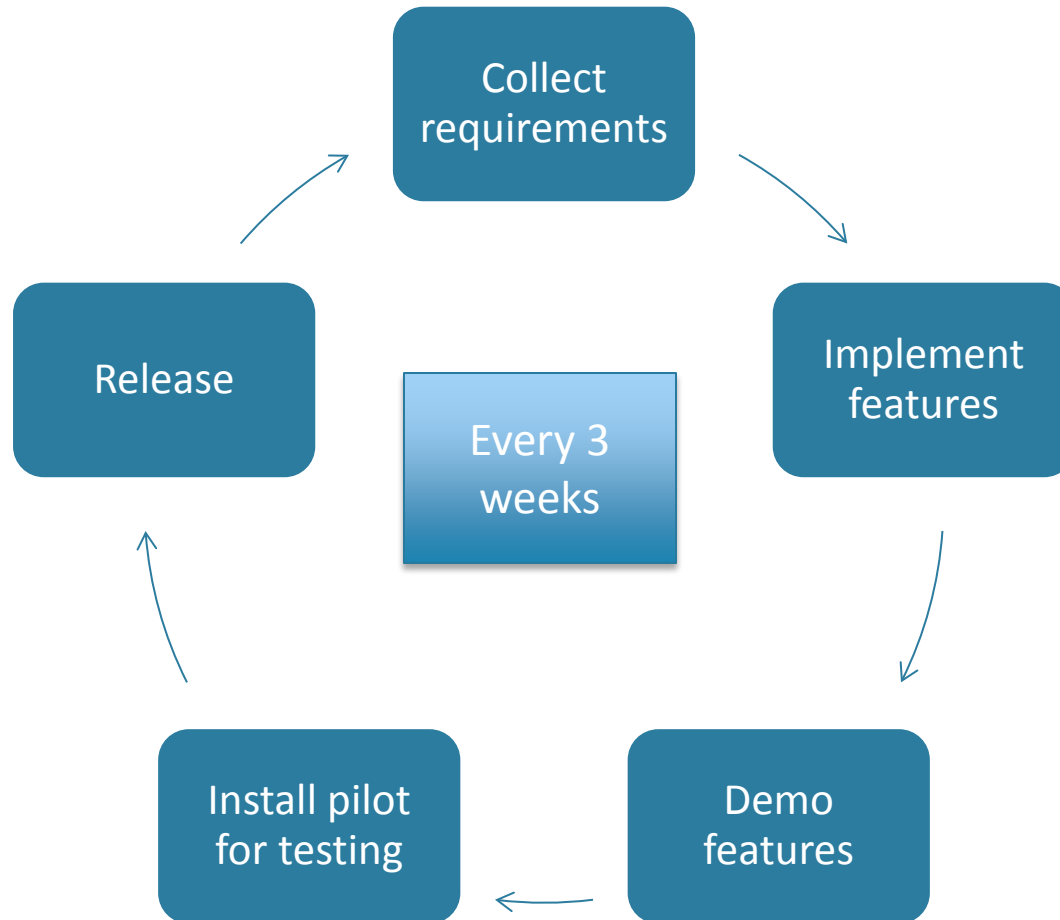 Collect
requirements
Implement
features
Demo
features
Install pilot
for testing
Release
Every 3
weeks